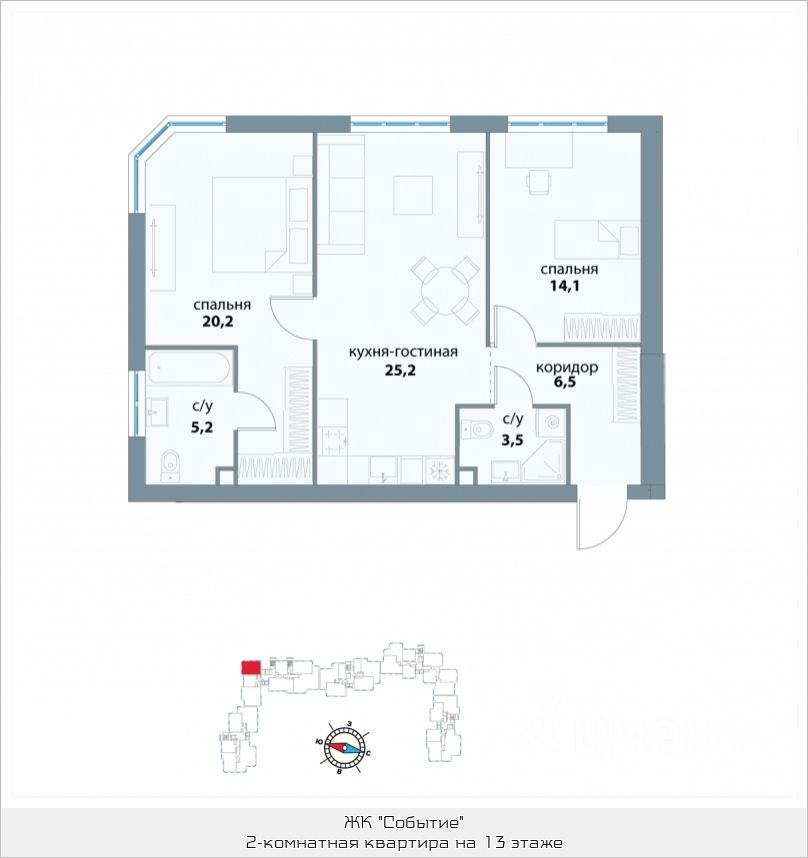 спальня
20,2
кухня-гостиная
25,2
спальня
14,1
коридор
6,5
с/у
5,2
с/у
3,5
З
Ю
С
В
циан
ЖК "Событие"
2-комнатная квартира на 13 этаже